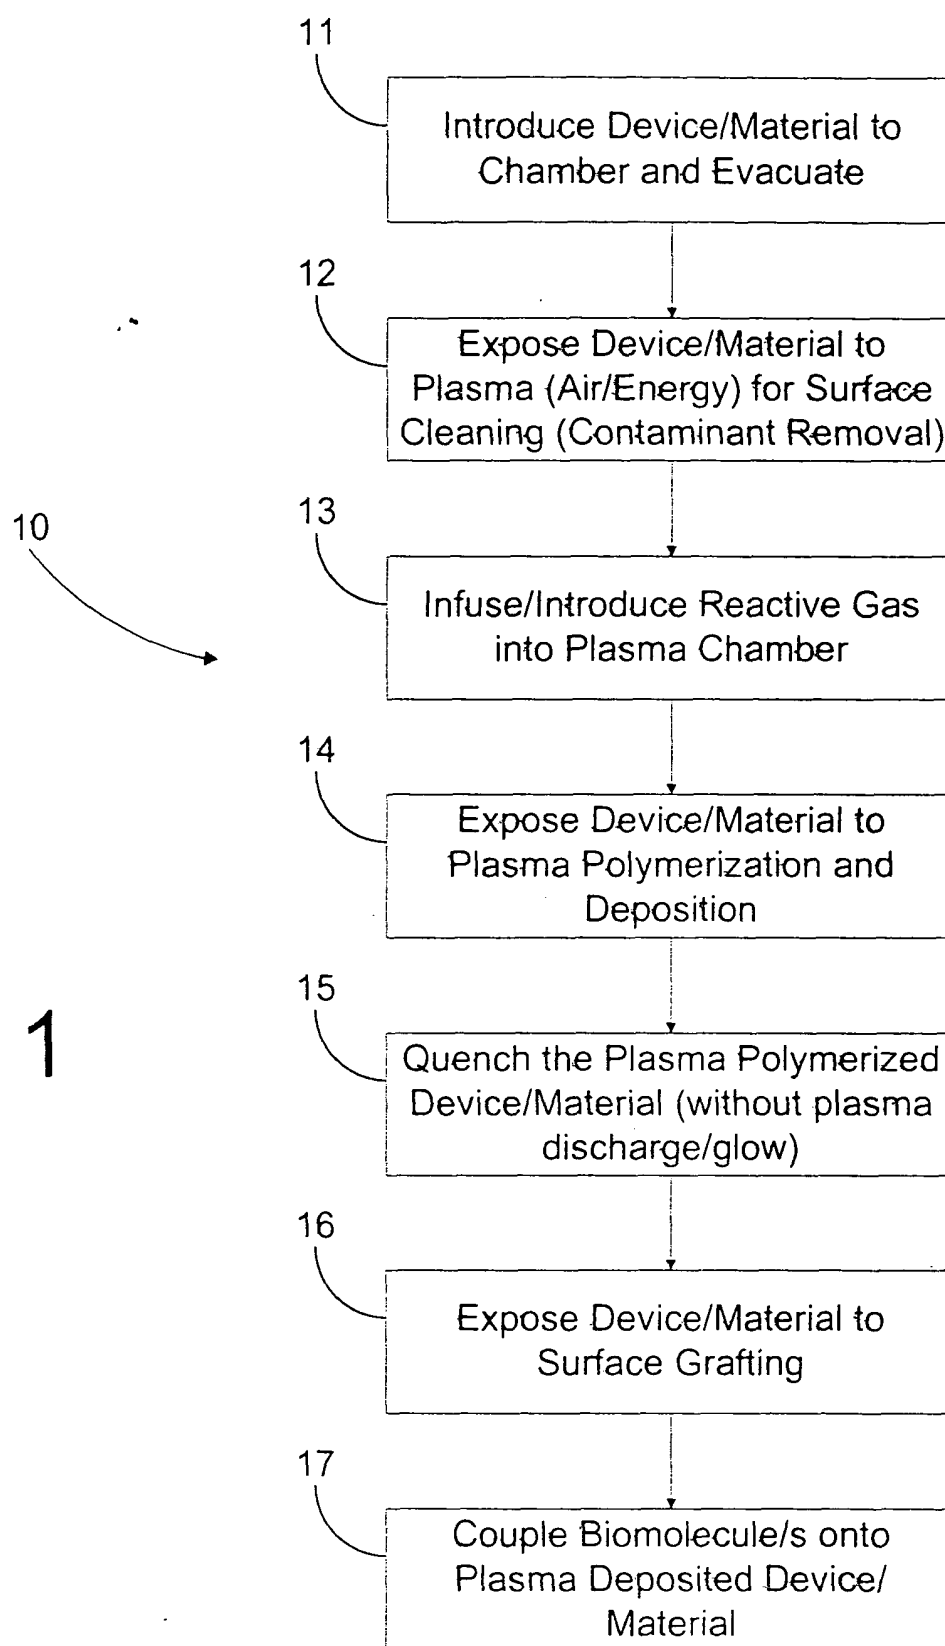 11
Introduce Device/Material to
Chamber and Evacuate
12
Expose Device/Material to
Plasma (Air/Energy) for Surface
Cleaning (Contaminant Removal)
10
13
Infuse/Introduce Reactive Gas
into Plasma Chamber
14
Expose Device/Material to
Plasma Polymerization and
Deposition
1
15
Quench the Plasma Polymerized
Device/Material (without plasma
discharge/glow)
16
Expose Device/Material to
Surface Grafting
17
Couple Biomolecule/s onto
Plasma Deposited Device/
Material